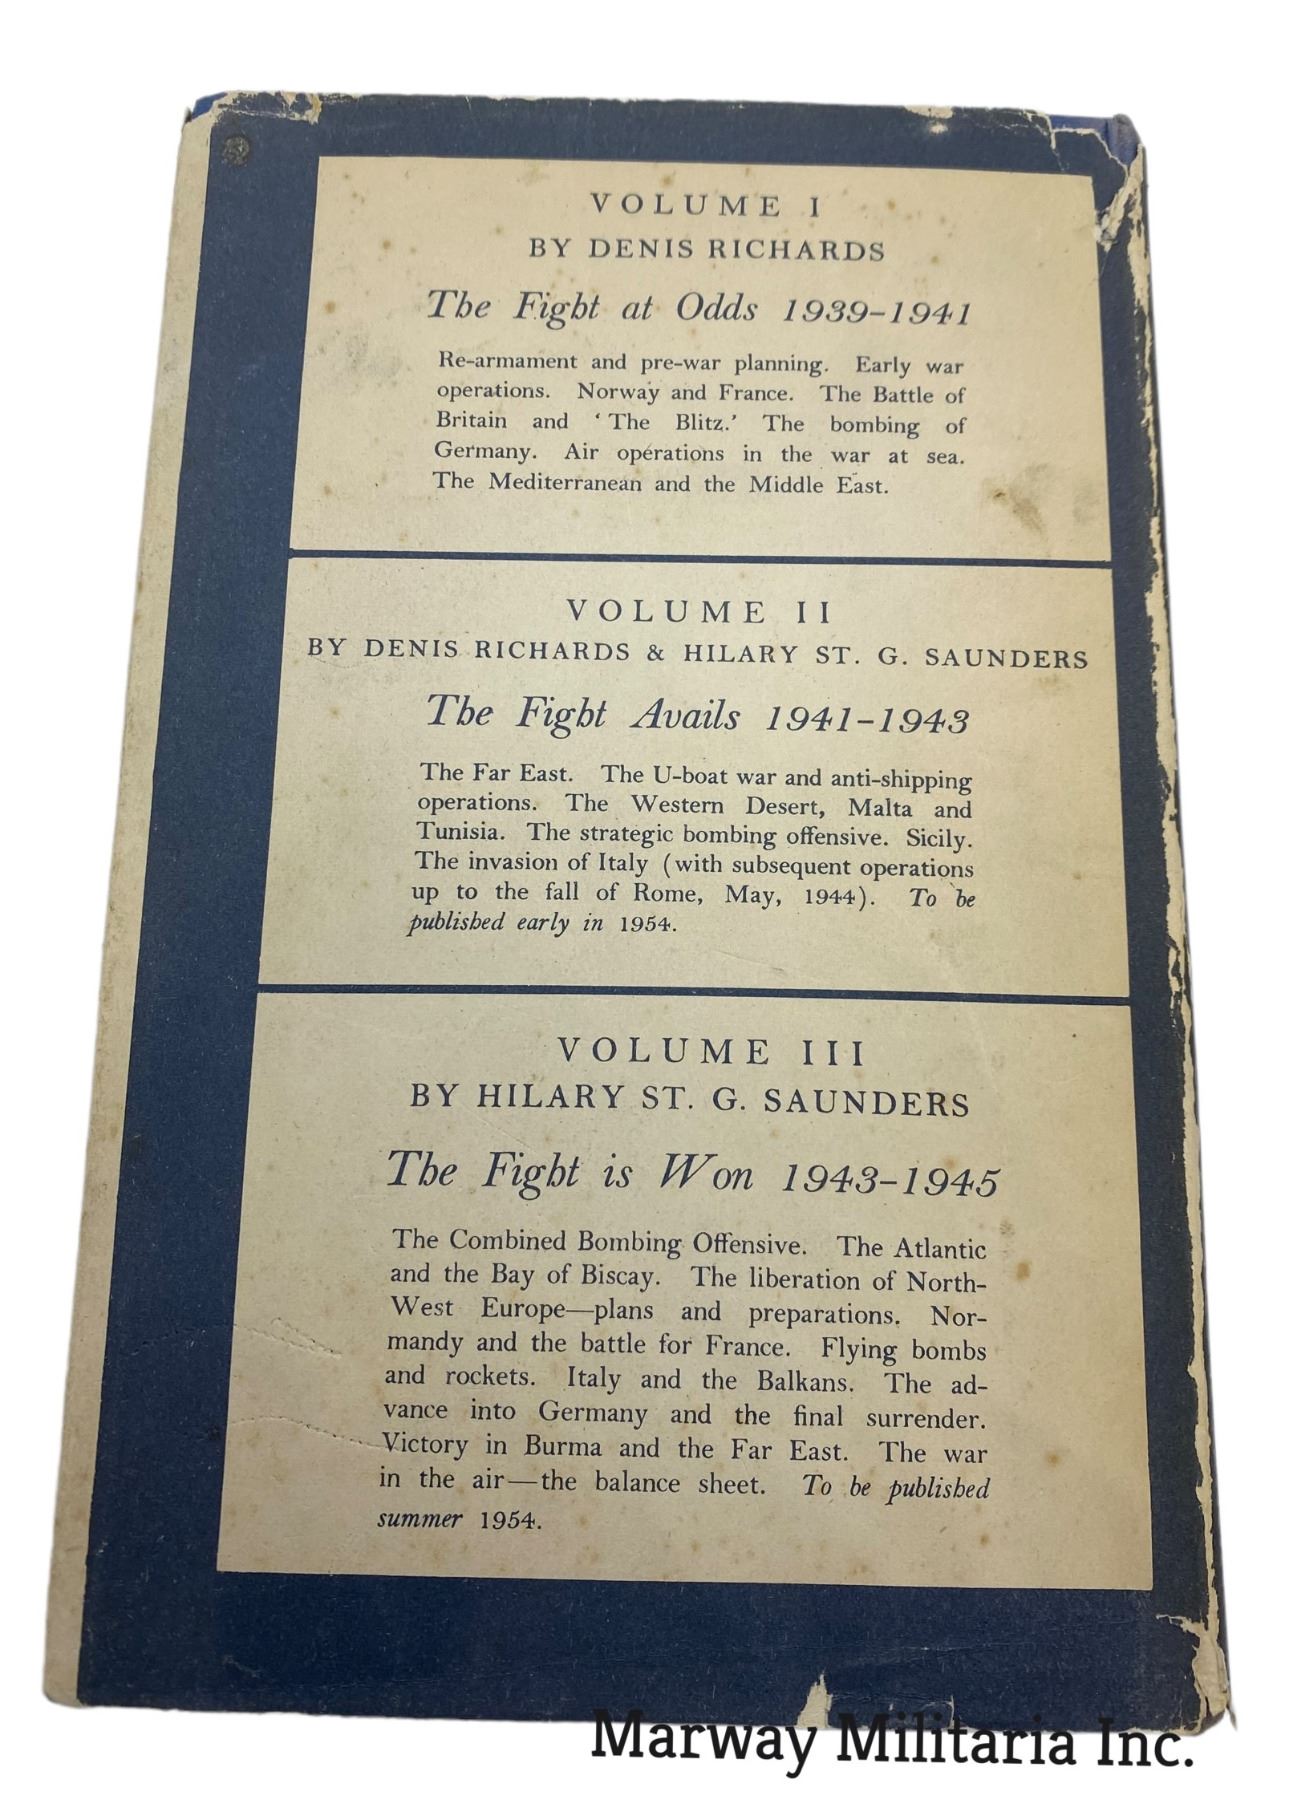 VOLUME I
BY DENIS RICHARDS
The Fight at Odds 1939-1941
Re-armament and pre-war planning. Early war
operations. Norway and France. The Battle of
Britain and ‘The Blitz.’ The bombing of
Germany. Air operations in the war at sea.
The Mediterranean and the Middle East.
VOLUME II
BY DENIS RICHARDS & HILARY ST. G. SAUNDERS
The Fight Avails 1941-1943
The Far East. The U-boat war and anti-shipping
operations. The Western Desert, Malta and
Tunisia. The strategic bombing offensive. Sicily.
The invasion of Italy (with subsequent operations
up to the fall of Rome, May, 1944). To be
published early in 1954.
VOLUME III
BY HILARY ST. G. SAUNDERS
The Fight is Won 1943-1945
The Combined Bombing Offensive. The Atlantic
and the Bay of Biscay. The liberation of North-
West Europe—plans and preparations. Nor-
mandy and the battle for France. Flying bombs
and rockets. Italy and the Balkans. The ad-
vance into Germany and the final surrender.
Victory in Burma and the Far East. The war
in the air—the balance sheet. To be published
summer 1954.
Marway Militaria Inc.